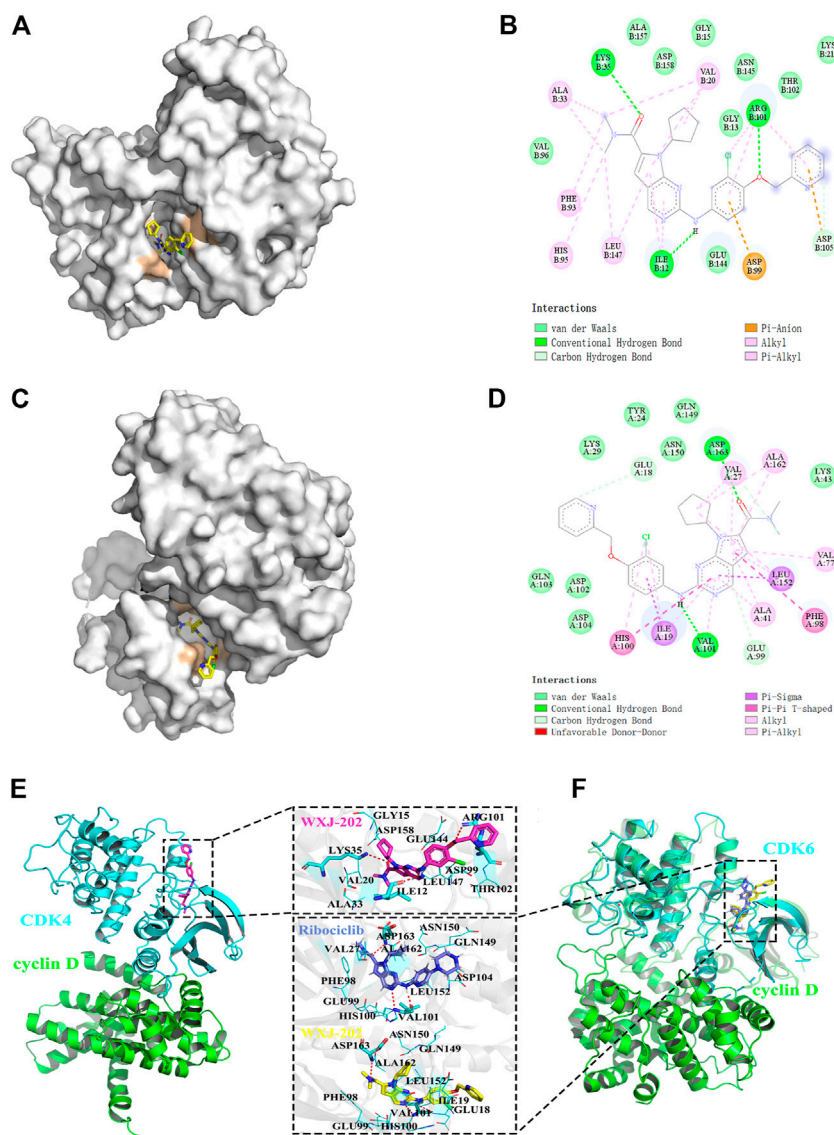 A
B
ALA
B:157
GLY
B:15
LYS
B:21
LYS
B:35
ASP
B:158
VAL
B:20
ASN
B:145
THR
B:102
ALA
B:33
ARG
B:101
GLY
B:13
VAL
B:96
Cl
O
N
N
O
N
N
N
N
H
PHE
B:93
HIS
B:95
LEU
B:147
ILE
B:12
GLU
B:144
ASP
B:99
ASP
B:105
Interactions
van der Waals
Conventional Hydrogen Bond
Carbon Hydrogen Bond
Pi-Anion
Alkyl
Pi-Alkyl
C
D
TYR
A:24
GLN
A:149
LYS
A:29
GLU
A:18
ASN
A:150
ASP
A:163
VAL
A:27
ALA
A:162
LYS
A:43
Cl
O
N
N
N
O
N
N
N
H
VAL
A:77
GLN
A:103
ASP
A:102
ASP
A:104
LEU
A:152
HIS
A:100
ILE
A:19
VAL
A:101
ALA
A:41
GLU
A:99
PHE
A:98
Interactions
van der Waals
Conventional Hydrogen Bond
Carbon Hydrogen Bond
Unfavorable Donor-Donor
Pi-Sigma
Pi-Pi T-shaped
Alkyl
Pi-Alkyl
E
CDK4
cyclin D
WXJ-202
GLY15
ARG101
ASP158
GLU144
LYS35
ASP99
VAL20
LEU147
THR102
ILE12
ALA33
Ribociclib
ASP163
ASN150
VAL27
ALA162
GLN149
PHE98
ASP104
LEU152
GLU99
HIS100
VAL101
WXJ-202
ASN150
ASP163
GLN149
ALA162
LEU152
PHE98
ILE19
VAL101
GLU18
GLU99
HIS100
F
CDK6
cyclin D